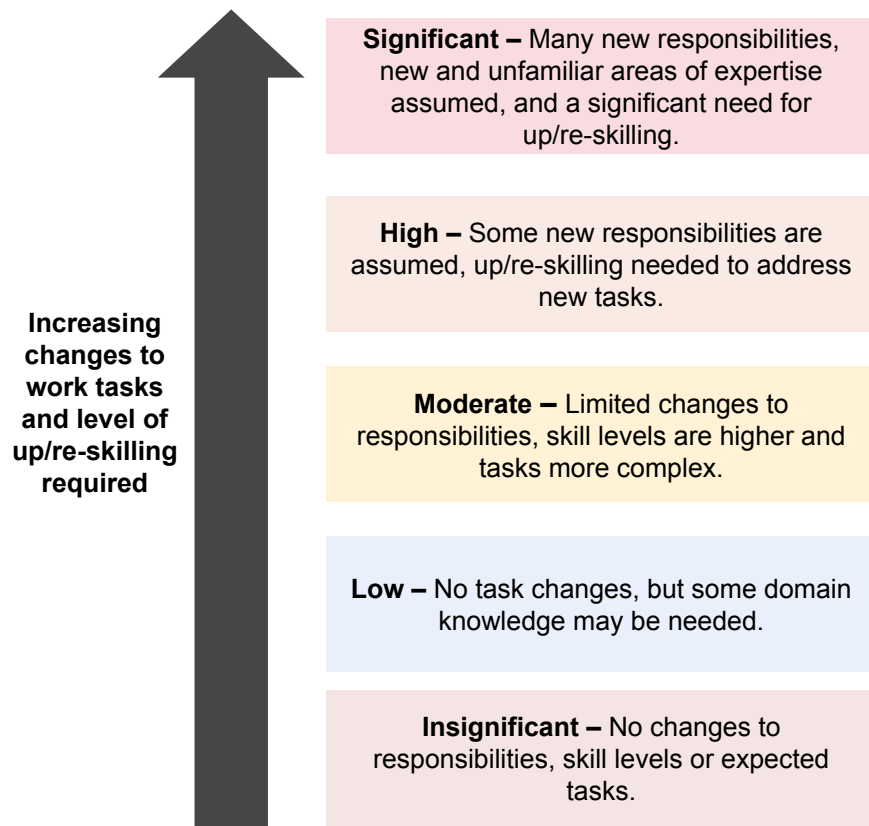 Significant – Many new responsibilities,
new and unfamiliar areas of expertise
assumed, and a significant need for
up/re-skilling.
High – Some new responsibilities are
assumed, up/re-skilling needed to address
new tasks.
Increasing
changes to
work tasks
and level of
up/re-skilling
required
Moderate – Limited changes to
responsibilities, skill levels are higher and
tasks more complex.
Low – No task changes, but some domain
knowledge may be needed.
Insignificant – No changes to
responsibilities, skill levels or expected
tasks.